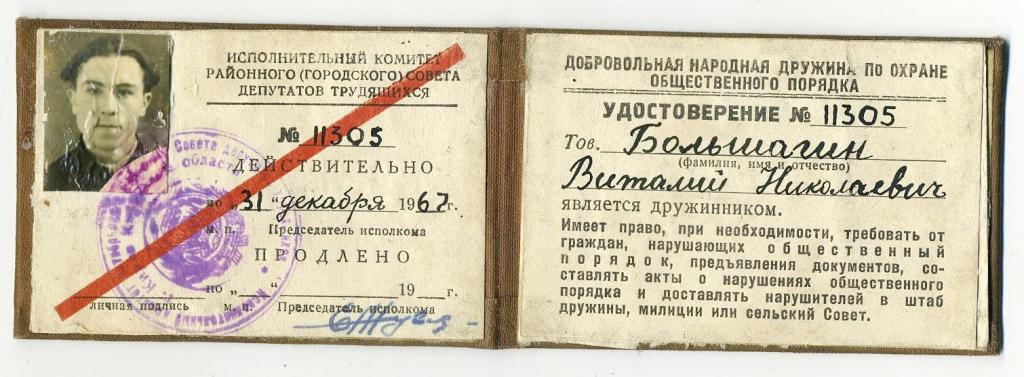 ИСПОЛНИТЕЛЬНЫЙ КОМИТЕТ
РАЙОННОГО (ГОРОДСКОГО) СОВЕТА
ДЕПУТАТОВ ТРУДЯЩИХСЯ
№ 11305
ДЕЙСТВИТЕЛЬНО
по „31“ декабря 1967 г.
м. п. Председатель исполкома
ПРОДЛЕНО
по „ “ 19 г.
личная подпись м. п. Председатель исполкома
Совета
области
ДОБРОВОЛЬНАЯ НАРОДНАЯ ДРУЖИНА ПО ОХРАНЕ
ОБЩЕСТВЕННОГО ПОРЯДКА
УДОСТОВЕРЕНИЕ № 11305
Тов. Большагин
(фамилия, имя и отчество)
Виталий Николаевич
является дружинником.
Имеет право, при необходимости, требовать от
граждан, нарушающих общественный
порядок, предъявления документов, со-
ставлять акты о нарушениях общественного
порядка и доставлять нарушителей в штаб
дружины, милиции или сельский Совет.